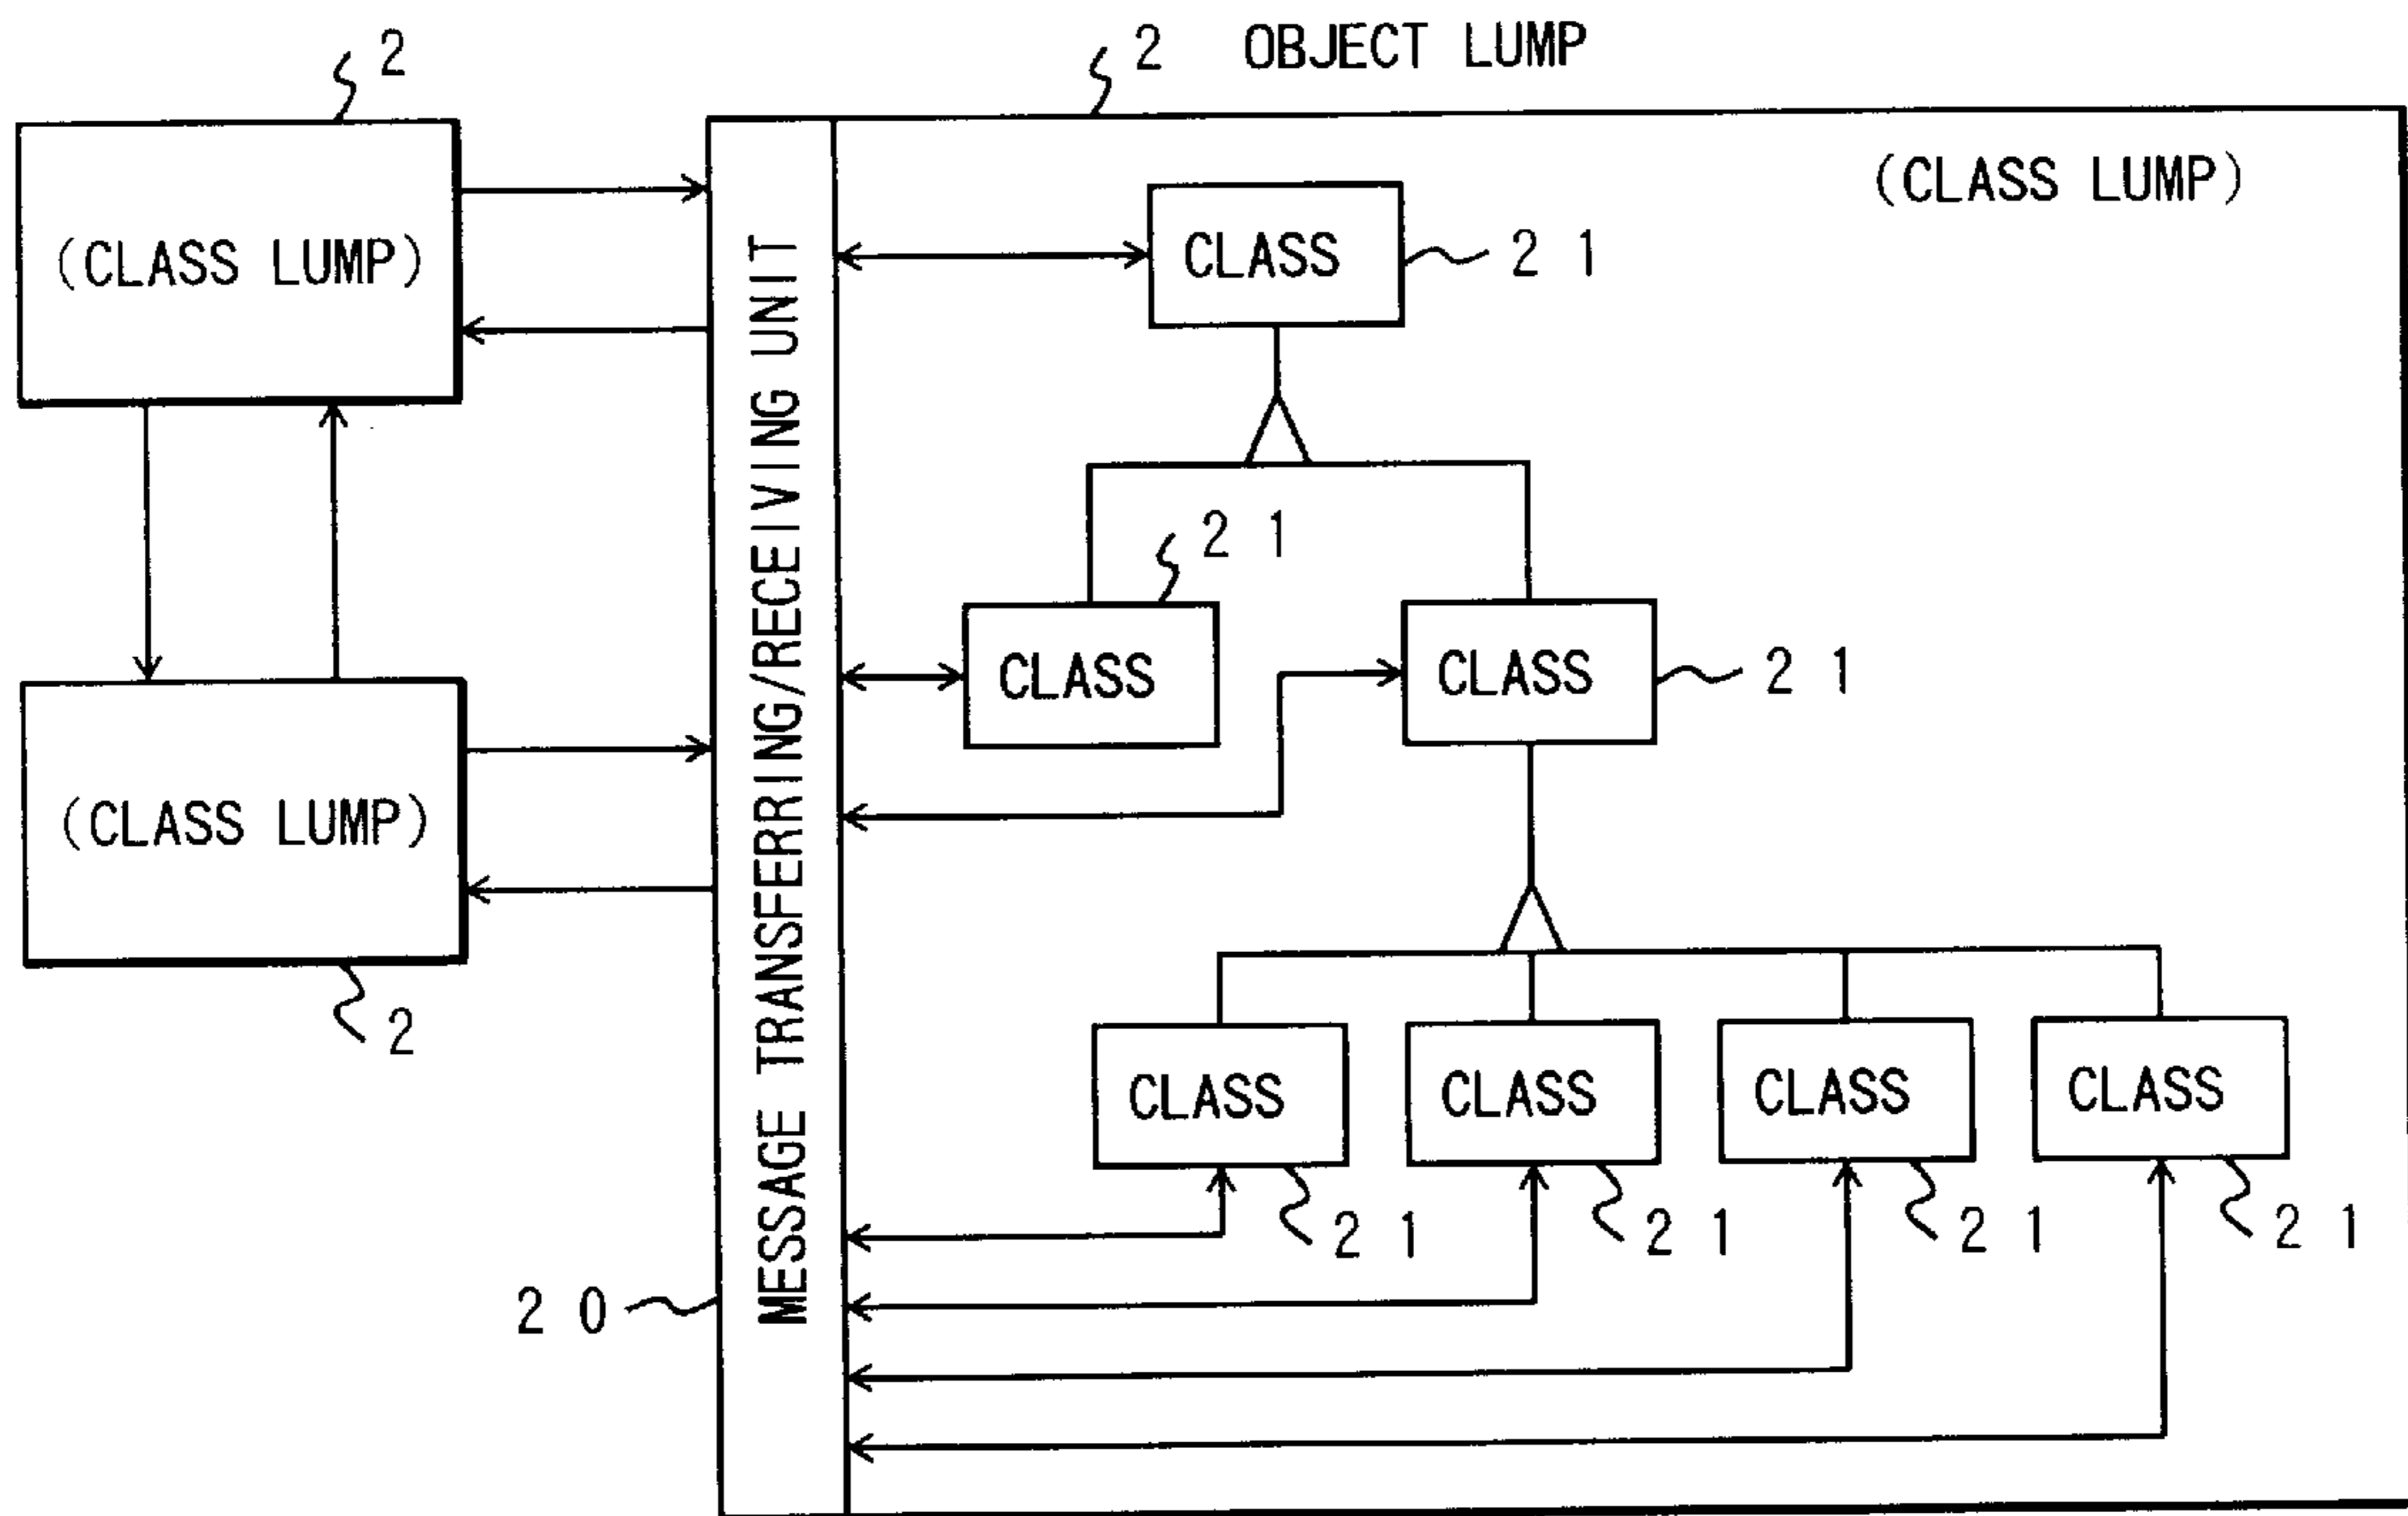 2
2 OBJECT LUMP
(CLASS LUMP)
(CLASS LUMP)
CLASS
21
MESSAGE TRANSFERRING/RECEIVING UNIT
21
CLASS
CLASS
21
(CLASS LUMP)
2
CLASS
CLASS
CLASS
CLASS
21
21
21
21
20